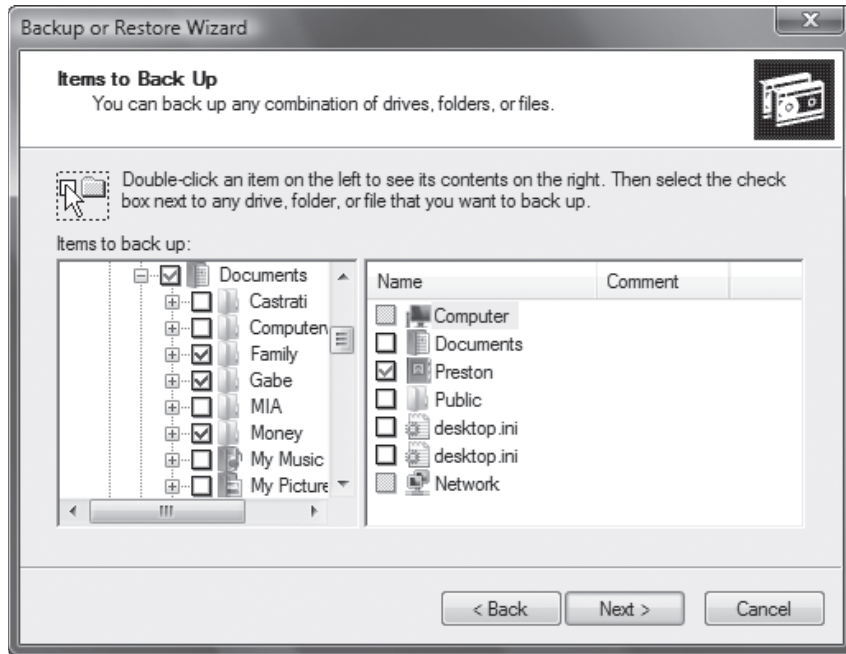 Backup or Restore Wizard
Items to Back Up
You can back up any combination of drives, folders, or files.
Double-click an item on the left to see its contents on the right. Then select the check
box next to any drive, folder, or file that you want to back up.
Items to back up:
Documents
Castrati
Computerv
Family
Gabe
MIA
Money
My Music
My Picture
Name Comment
Computer
Documents
Preston
Public
desktop.ini
desktop.ini
Network
< Back Next > Cancel